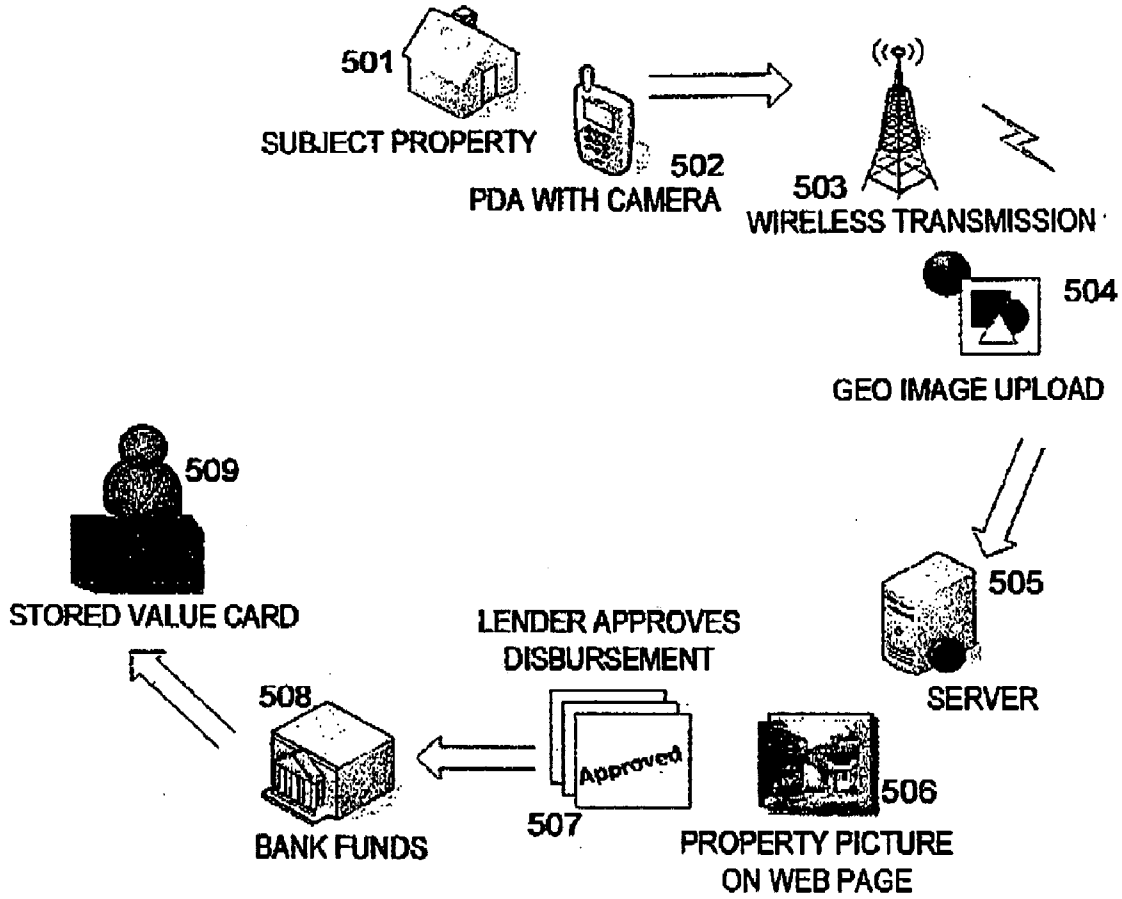 501
SUBJECT PROPERTY
502
PDA WITH CAMERA
503
WIRELESS TRANSMISSION
504
GEO IMAGE UPLOAD
505
SERVER
506
PROPERTY PICTURE
ON WEB PAGE
LENDER APPROVES
DISBURSEMENT
Approved
507
508
BANK FUNDS
509
STORED VALUE CARD